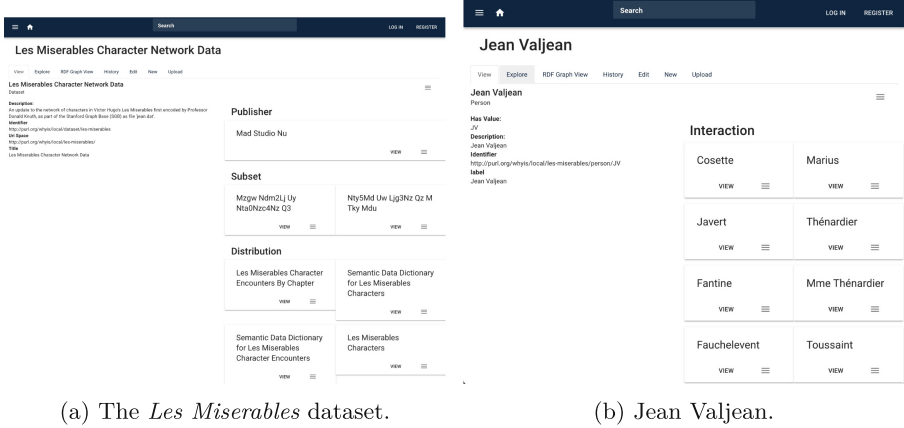 Search
LOG IN REGISTER
Les Miserables Character Network Data
View Explore RDF Graph View History Edit New Upload
Les Miserables Character Network Data
Dataset
Description:
An update to the network of characters in Victor Hugo's Les Miserables first encoded by Professor
Donald Knuth, as part of the Stanford Graph Base (SGB) as file 'jean.dat'.
Identifier
http://purl.org/whyis/local/dataset/les-miserables
Uri Space
http://purl.org/whyis/local/les-miserables/
Title
Les Miserables Character Network Data
Publisher
Mad Studio Nu
VIEW
Subset
Mzgw Ndm2Lj Uy
Nta0Nzc4Nz Q3
VIEW
Nty5Md Uw Ljg3Nz Qz M
Tky Mdu
VIEW
Distribution
Les Miserables Character
Encounters By Chapter
VIEW
Semantic Data Dictionary
for Les Miserables
Characters
VIEW
Semantic Data Dictionary
for Les Miserables
Character Encounters
VIEW
Les Miserables
Characters
VIEW
(a) The Les Miserables dataset.
Search
LOG IN REGISTER
Jean Valjean
View Explore RDF Graph View History Edit New Upload
Jean Valjean
Person
Has Value:
JV
Description:
Jean Valjean
Identifier
http://purl.org/whyis/local/les-miserables/person/JV
label
Jean Valjean
Interaction
Cosette
VIEW
Marius
VIEW
Javert
VIEW
Thénardier
VIEW
Fantine
VIEW
Mme Thénardier
VIEW
Fauchelevent
VIEW
Toussaint
VIEW
(b) Jean Valjean.